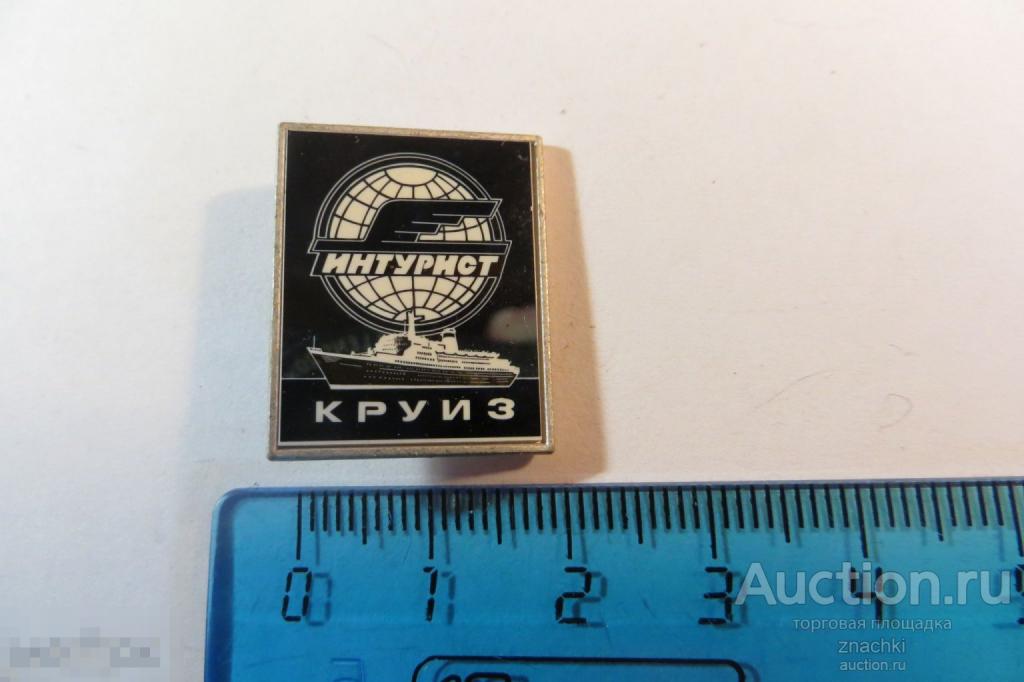 ИНТУРИСТ
КРУИЗ
0 1 2 3 4
Auction.ru
торговая площадка
znachki
auction.ru